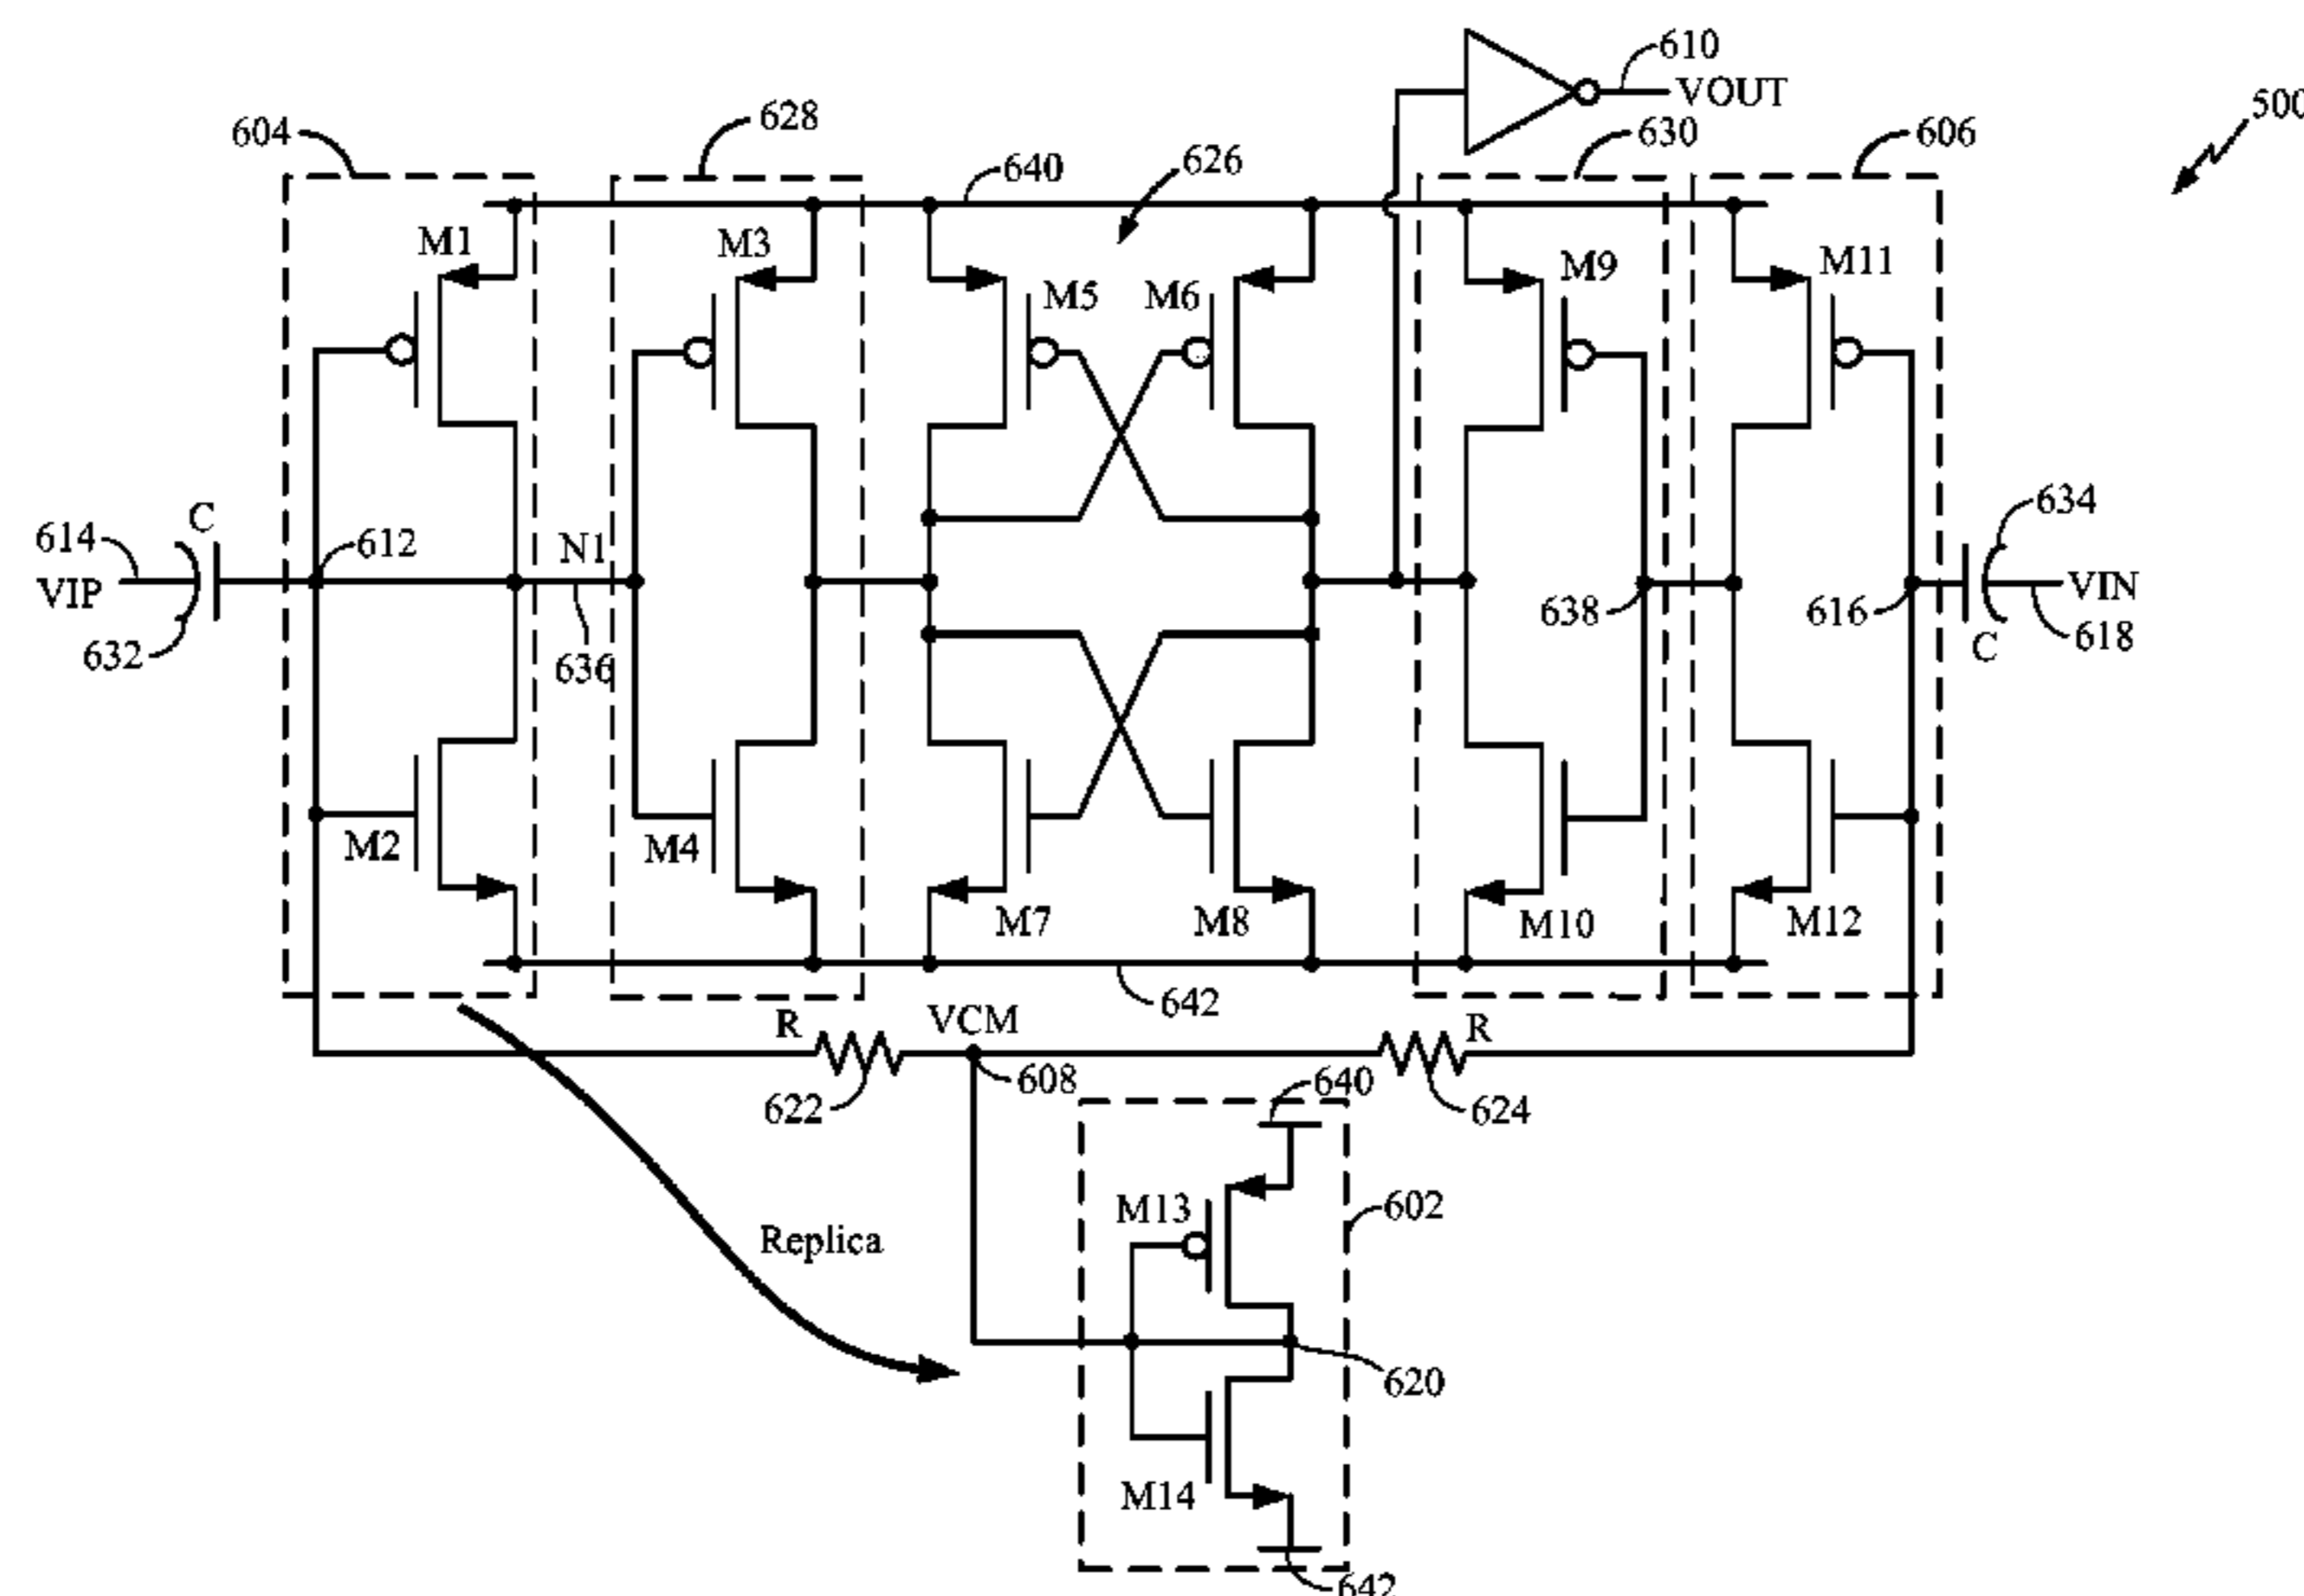 610
VOUT
500
604
628
630
606
640
626
M1
M3
M5
M6
M9
M11
C
614
VIP
632
612
N1
636
638
616
634
VIN
618
C
M2
M4
M7
M8
M10
M12
642
R
VCM
R
608
622
624
640
M13
602
Replica
620
M14
642